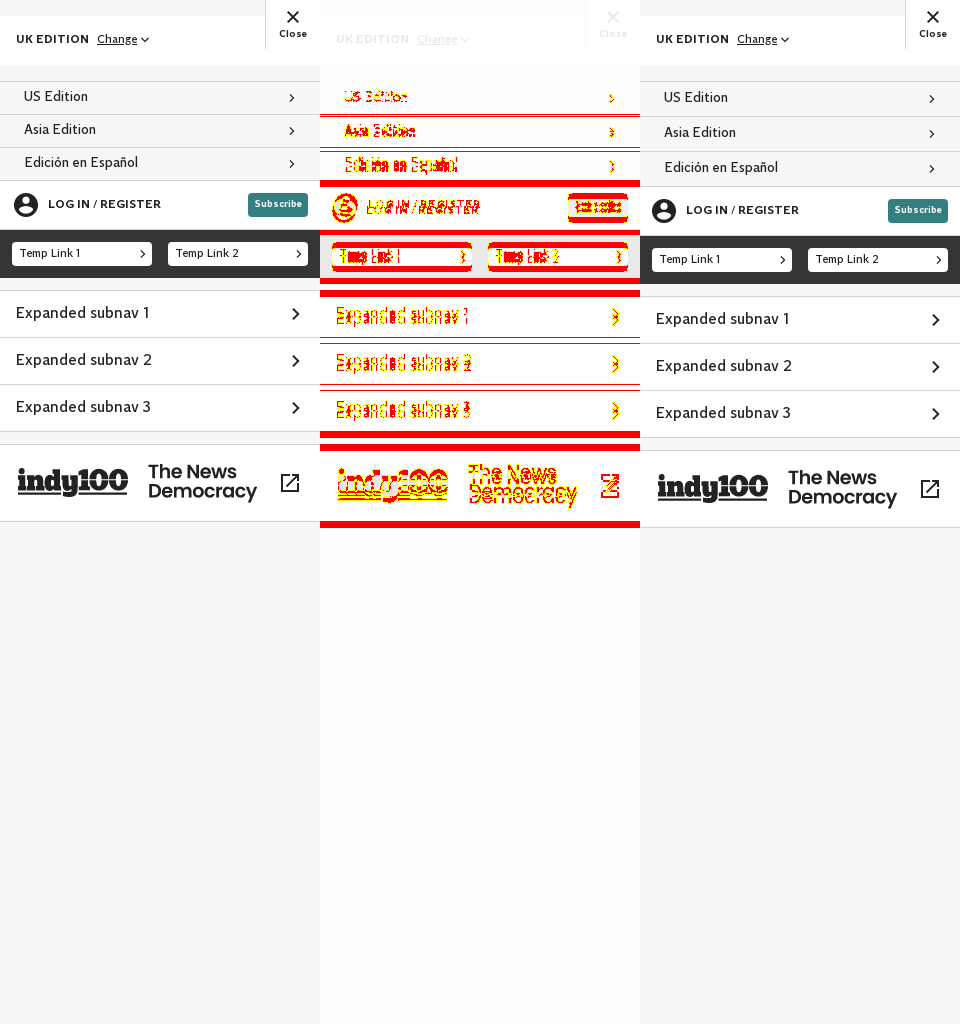 UK EDITION Change
Close
US Edition
Asia Edition
Edición en Español
LOG IN / REGISTER
Subscribe
Temp Link 1
Temp Link 2
Expanded subnav 1
Expanded subnav 2
Expanded subnav 3
indy100
The News
Democracy
UK EDITION Change
Close
US Edition
Asia Edition
Edición en Español
LOG IN / REGISTER
Temp Link 1
Temp Link 2
Expanded subnav
Expanded subnav
Expanded subnav
indy100
The News
Democracy
UK EDITION Change
Close
US Edition
Asia Edition
Edición en Español
LOG IN / REGISTER
Subscribe
Temp Link 1
Temp Link 2
Expanded subnav 1
Expanded subnav 2
Expanded subnav 3
indy100
The News
Democracy